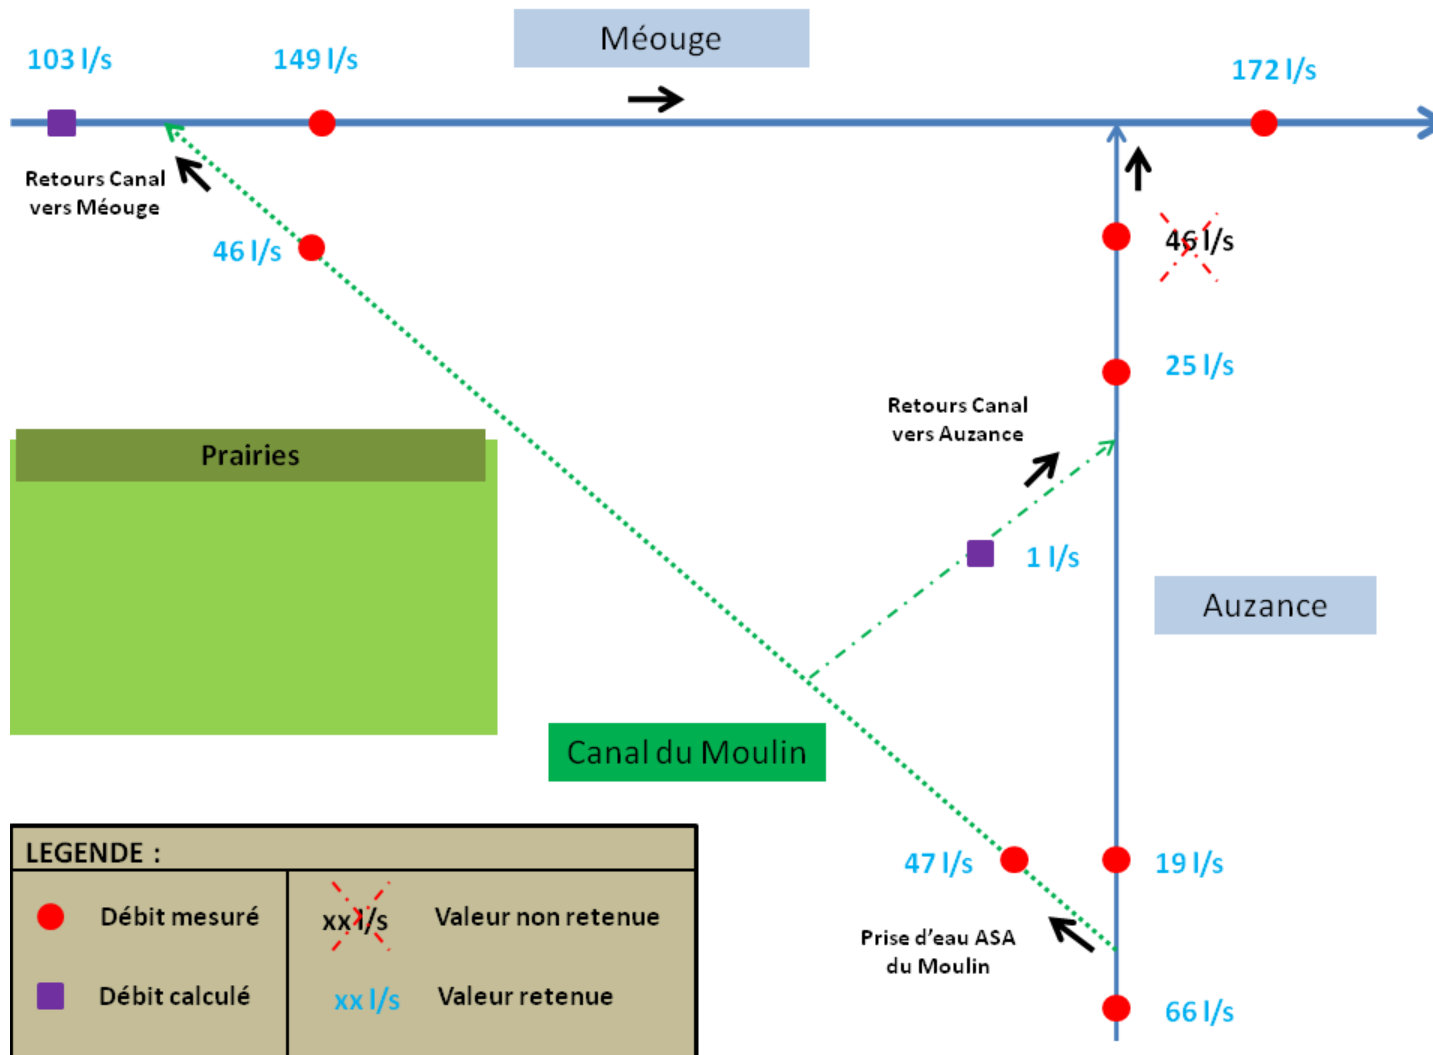 Méouge
103 l/s
149 l/s
172 l/s
Retours Canal
vers Méouge
46 l/s
46 l/s
25 l/s
Retours Canal
vers Auzance
Prairies
1 l/s
Auzance
Canal du Moulin
47 l/s
19 l/s
Prise d'eau ASA
du Moulin
66 l/s
LEGENDE :
Débit mesuré
xx l/s
Valeur non retenue
Débit calculé
xx l/s
Valeur retenue